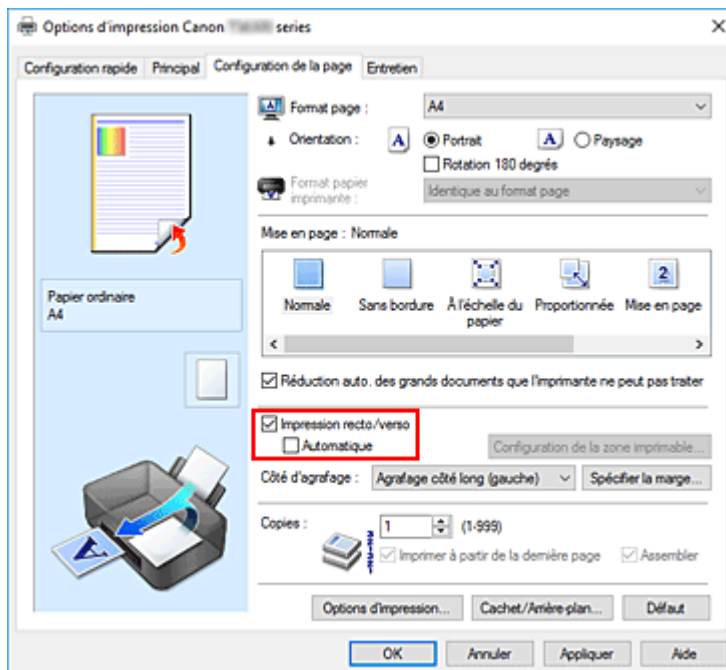 Options d'impression Canon series
Configuration rapide Principal Configuration de la page Entretien
Format page : A4
Orientation : A Portrait A Paysage
Rotation 180 degrés
Format papier imprimante : Identique au format page
Mise en page : Normale
Normale Sans bordure À l'échelle du papier Proportionnée 2 Mise en page
Papier ordinaire
A4
Réduction auto. des grands documents que l'imprimante ne peut pas traiter
Impression recto/verso
Automatique
Configuration de la zone imprimable...
Côté d'agrafage : Agrafage côté long (gauche) Spécifier la marge...
Copies : 1 (1-999)
Imprimer à partir de la dernière page Assembler
A
Options d'impression... Cachet/Arrière-plan... Défaut
OK Annuler Appliquer Aide